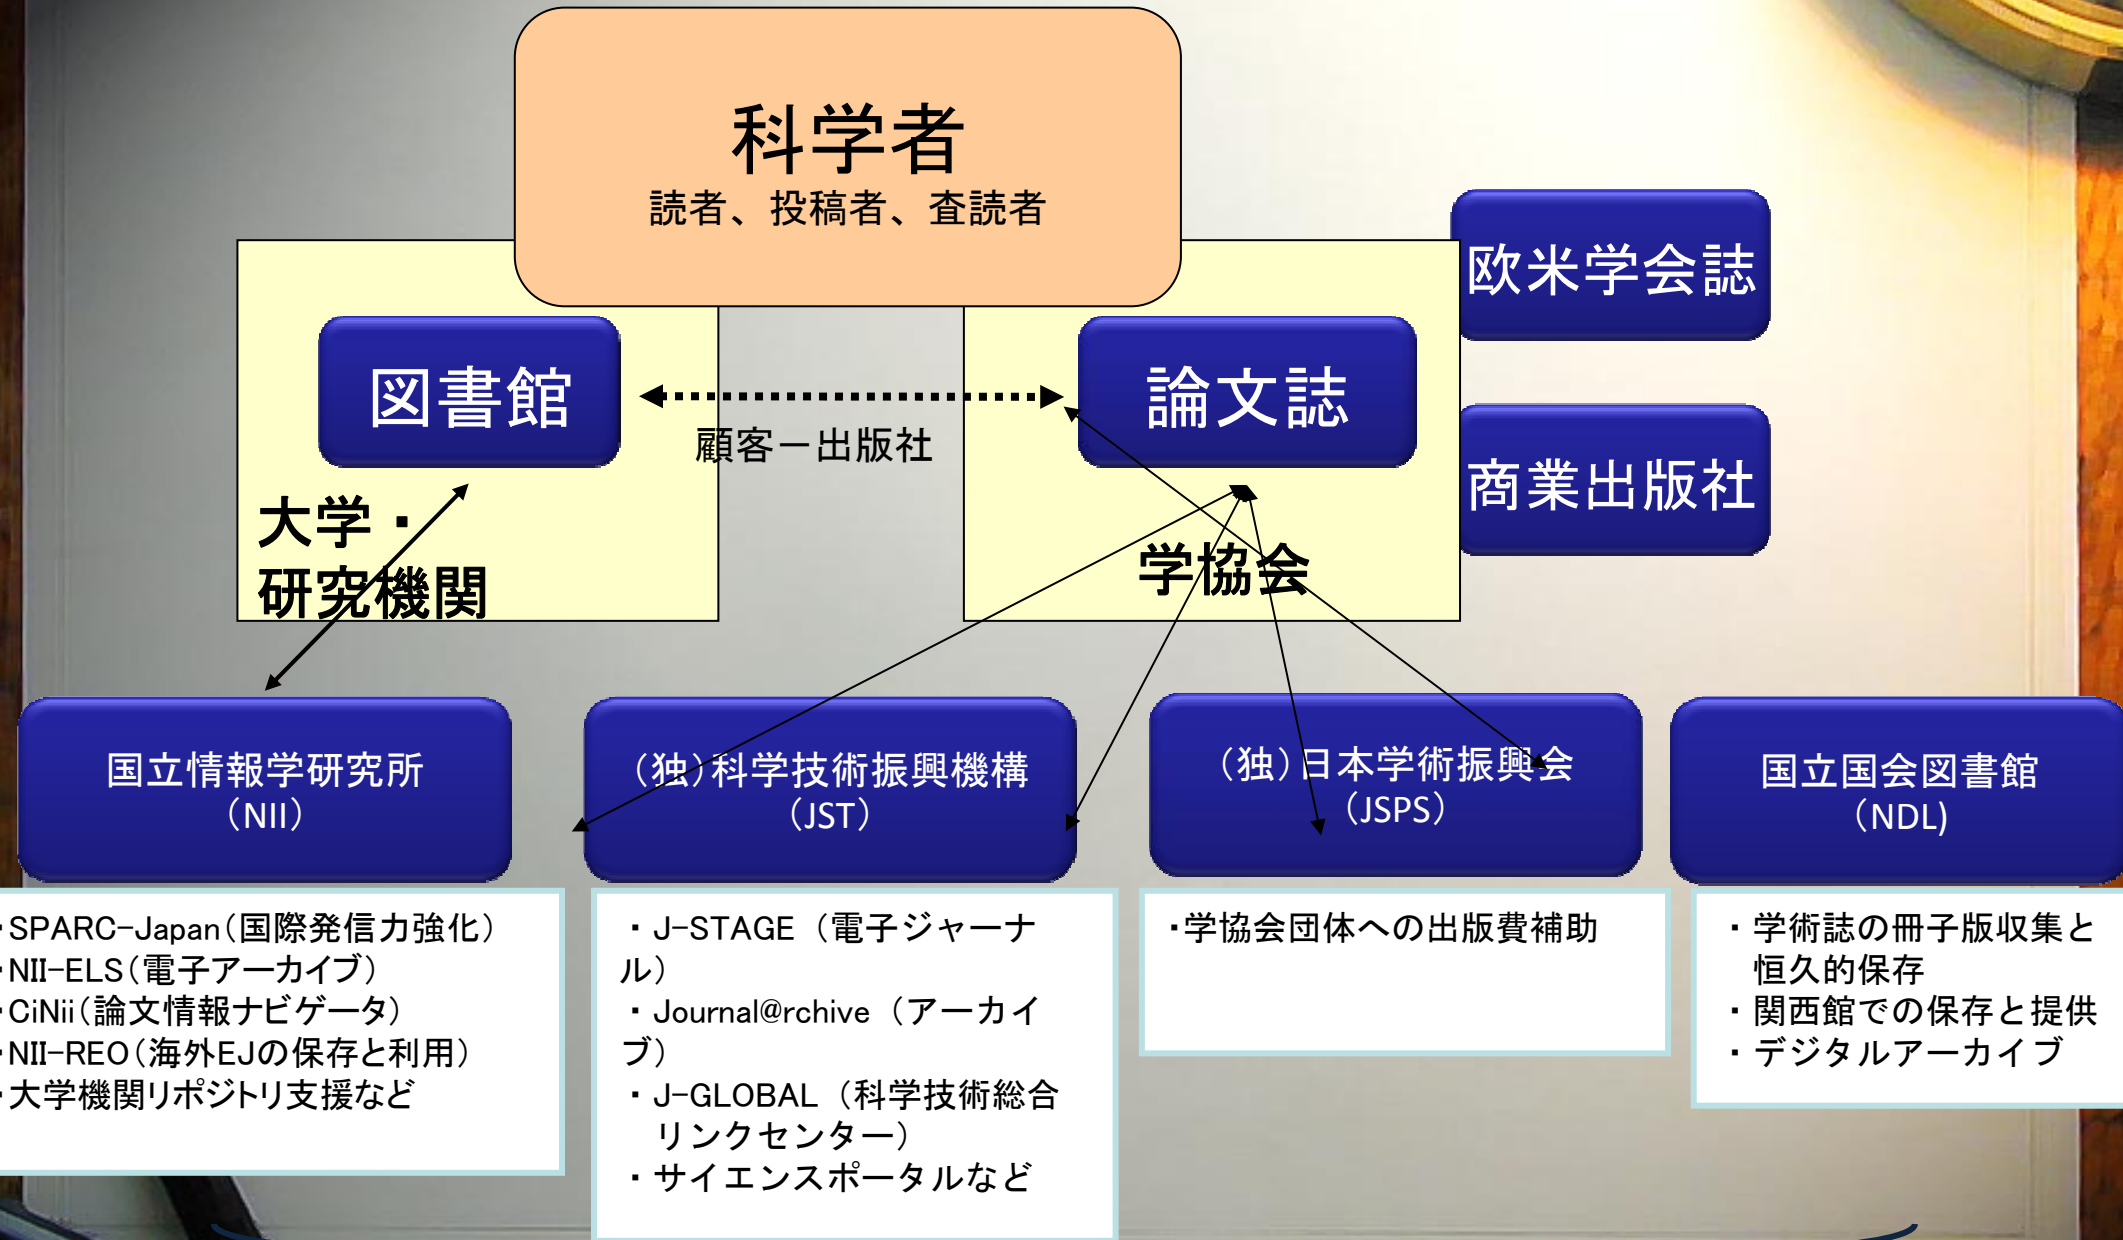 科学者
読者、投稿者、査読者
欧米学会誌
図書館
論文誌
顧客－出版社
商業出版社
大学・
研究機関
学協会
国立情報学研究所
（NII）
（独）科学技術振興機構
（JST）
（独）日本学術振興会
（JSPS）
国立国会図書館
（NDL)
・SPARC-Japan（国際発信力強化）
・NII-ELS（電子アーカイブ）
・CiNii（論文情報ナビゲータ）
・NII-REO（海外EJの保存と利用）
・大学機関リポジトリ支援など
・J-STAGE（電子ジャーナ
ル）
・Journal@rchive（アーカイ
ブ）
・J-GLOBAL（科学技術総合
リンクセンター）
・サイエンスポータルなど
・学協会団体への出版費補助
・学術誌の冊子版収集と
恒久的保存
・関西館での保存と提供
・デジタルアーカイブ